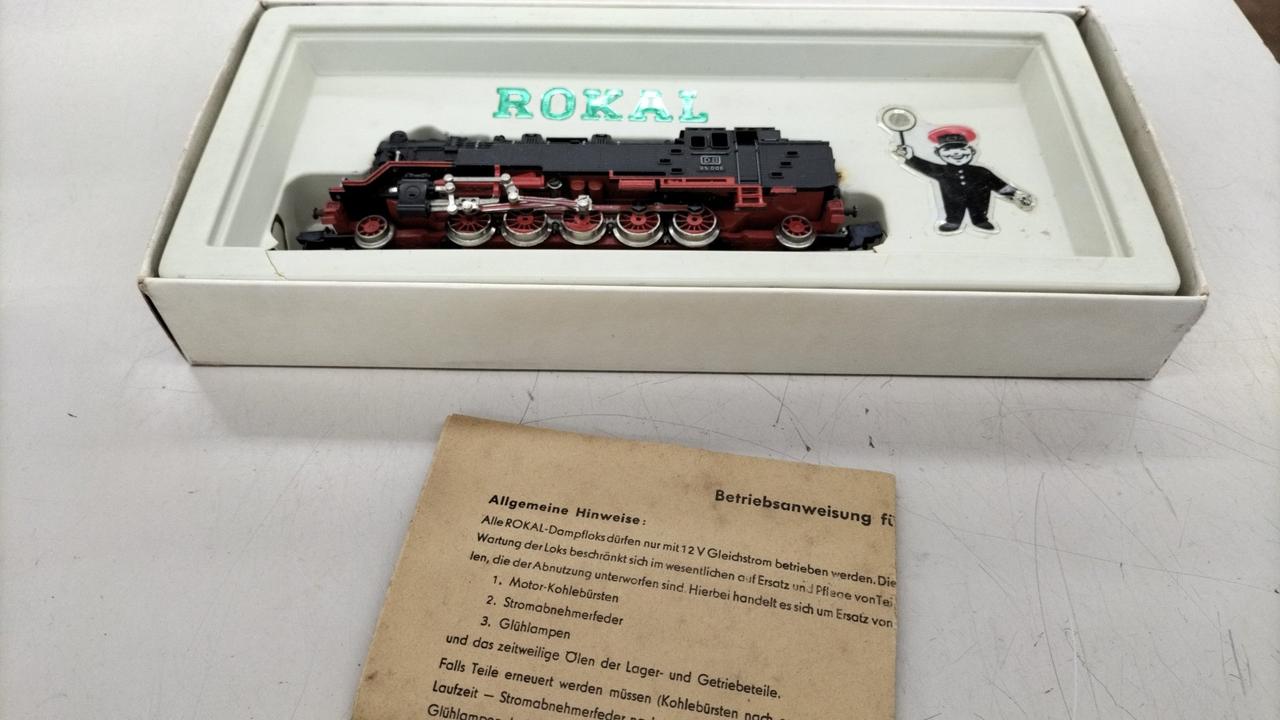 ROKAL
DB
Betriebsanweisung fü
Allgemeine Hinweise:
Alle ROKAL-Dampfloks dürfen nur mit 12 V Gleichstrom betrieben werden. Die
Wartung der Loks beschränkt sich im wesentlichen auf Ersatz und Pflege von Tei
len, die der Abnutzung unterworfen sind. Hierbei handelt es sich um Ersatz von
1. Motor-Kohlebürsten
2. Stromabnehmerfeder
3. Glühlampen
und das zeitweilige Ölen der Lager- und Getriebeteile.
Falls Teile erneuert werden müssen (Kohlebürsten nach
Laufzeit — Stromabnehmerfeder
Glühlampen